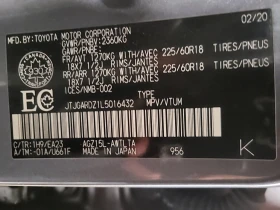 02/20
MFD.BY:TOYOTA MOTOR CORPORATION
GVWR/PNBV:2360KG
GAWR/PNBE:
FR/AVT 1270KG WITH/AVEC 225/60R18 TIRES/PNEUS
18X7 1/2J RIMS/JANTES
RR/ARR 1270KG WITH/AVEC 225/60R18 TIRES/PNEUS
18X7 1/2J RIMS/JANTES
ICES/NMB-002
EC JTJGARDZ1L5016432 MPV/VTUM
C/TR:1H9/EA23 AGZ15L-AWTLTA
A/TM:-01A/U661F MADE IN JAPAN 956 K